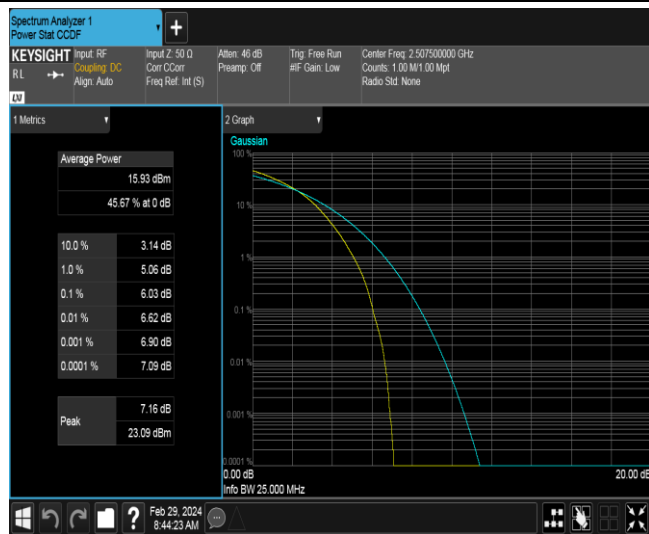 Spectrum Analyzer 1
Power Stat CCDF
+
KEYSIGHT
RL
LXI
Input: RF
Coupling: DC
Align: Auto
Input Z: 50 Ω
Corr CCorr
Freq Ref: Int (S)
Atten: 46 dB
Preamp: Off
Trig: Free Run
#IF Gain: Low
Center Freq: 2.507500000 GHz
Counts: 1.00 M/1.00 Mpt
Radio Std: None
1 Metrics
Average Power
15.93 dBm
45.67 % at 0 dB
10.0 % 3.14 dB
1.0 % 5.06 dB
0.1 % 6.03 dB
0.01 % 6.62 dB
0.001 % 6.90 dB
0.0001 % 7.09 dB
Peak
7.16 dB
23.09 dBm
2 Graph
Gaussian
100 %
10 %
1 %
0.1 %
0.01 %
0.001 %
0.0001 %
0.00 dB
20.00 dB
Info BW 25.000 MHz
?
Feb 29, 2024
8:44:23 AM